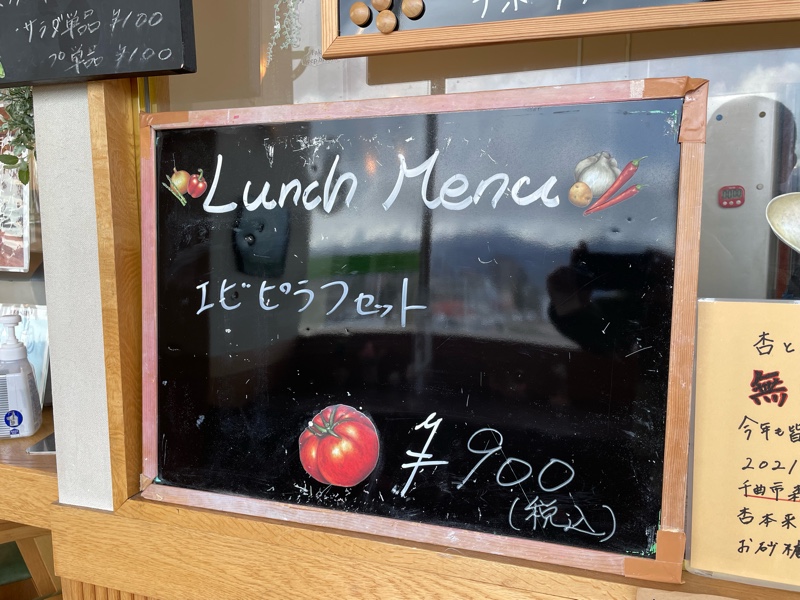 ・サラダ単品 ¥100
プ単品 ¥100
Lunch Menu
エビピラフセット
¥900
(税込)
杏と
無
今年も皆
2021
千曲市
杏本来
お砂糖